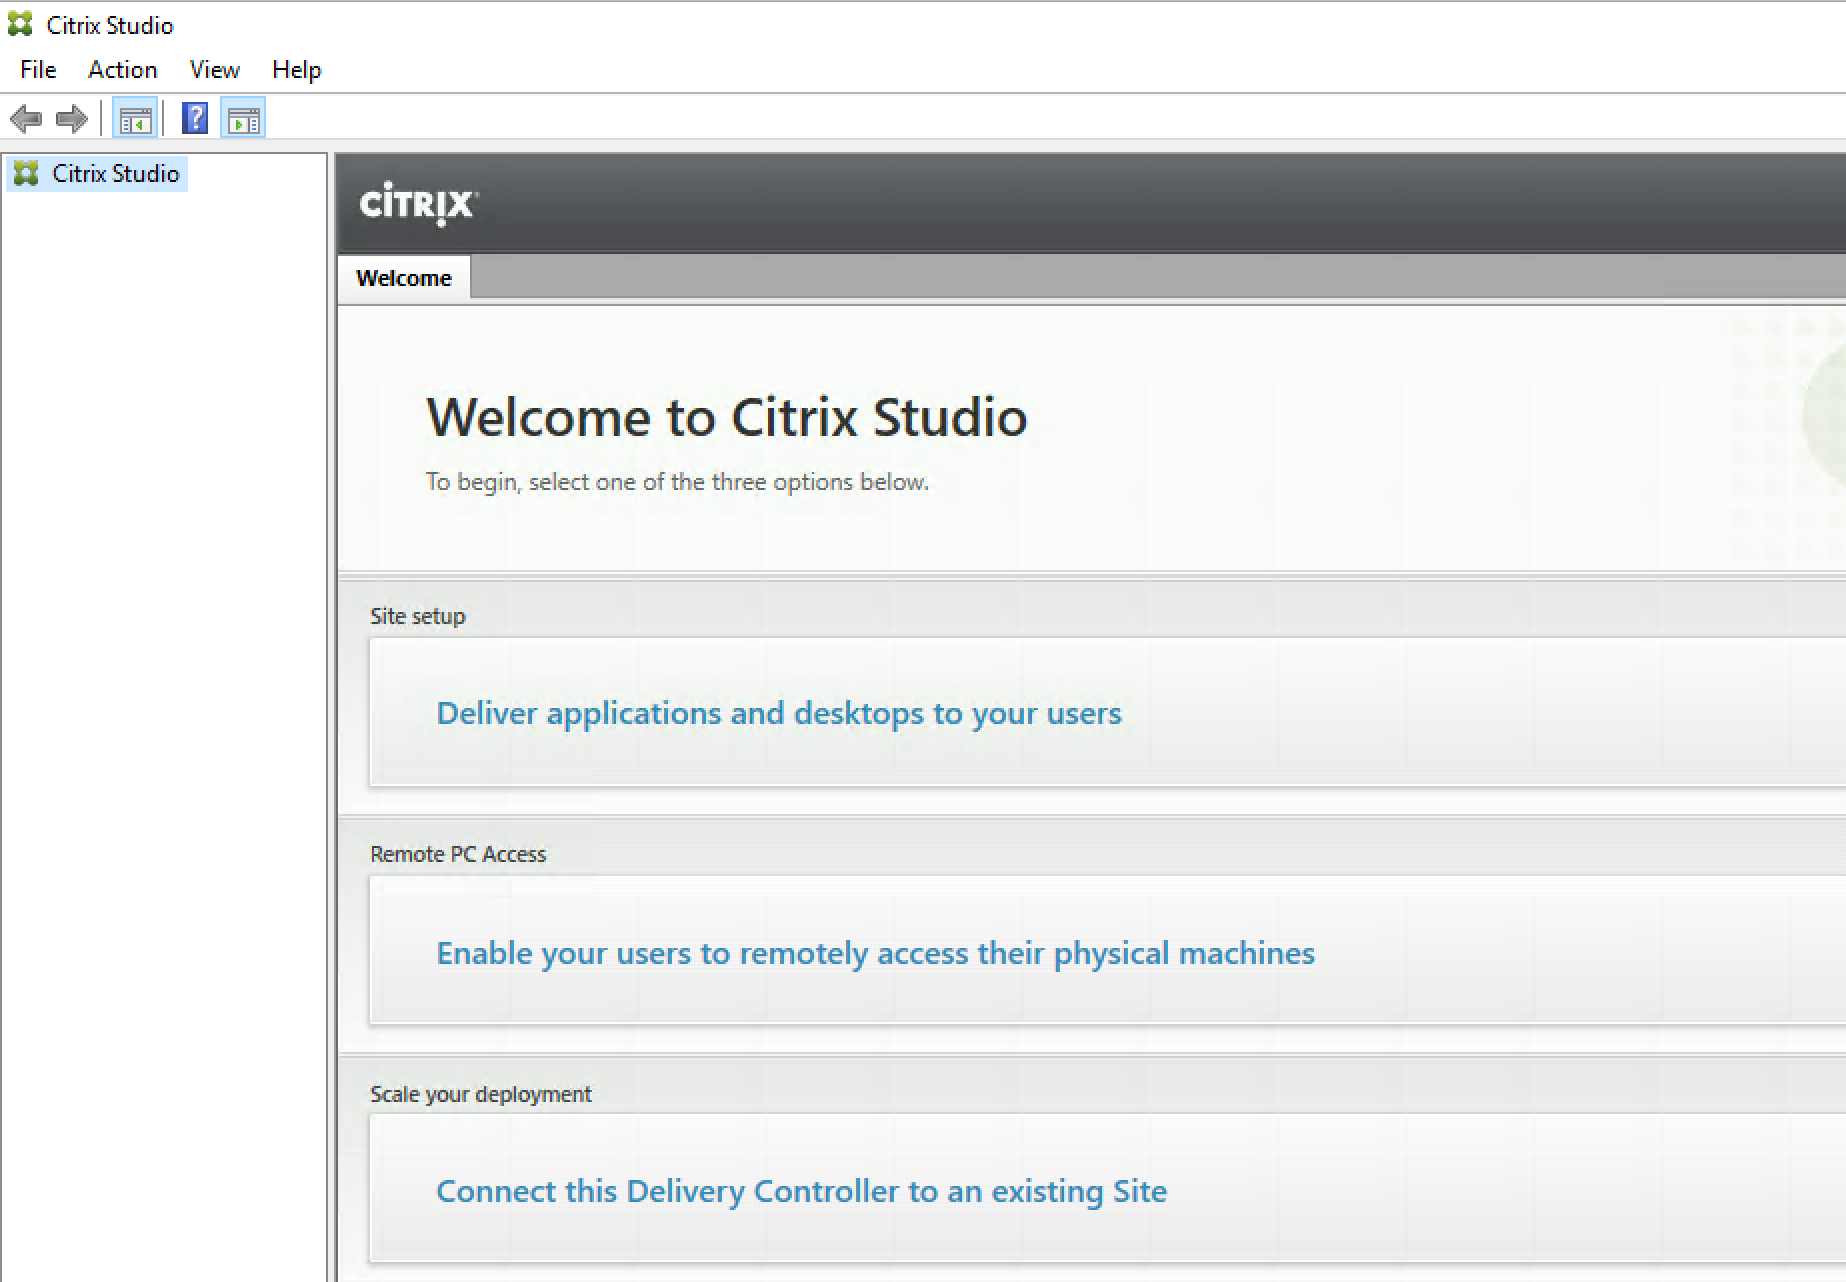 Citrix Studio
File Action View Help
Citrix Studio
CİTRIX
Welcome
Welcome to Citrix Studio
To begin, select one of the three options below.
Site setup
Deliver applications and desktops to your users
Remote PC Access
Enable your users to remotely access their physical machines
Scale your deployment
Connect this Delivery Controller to an existing Site